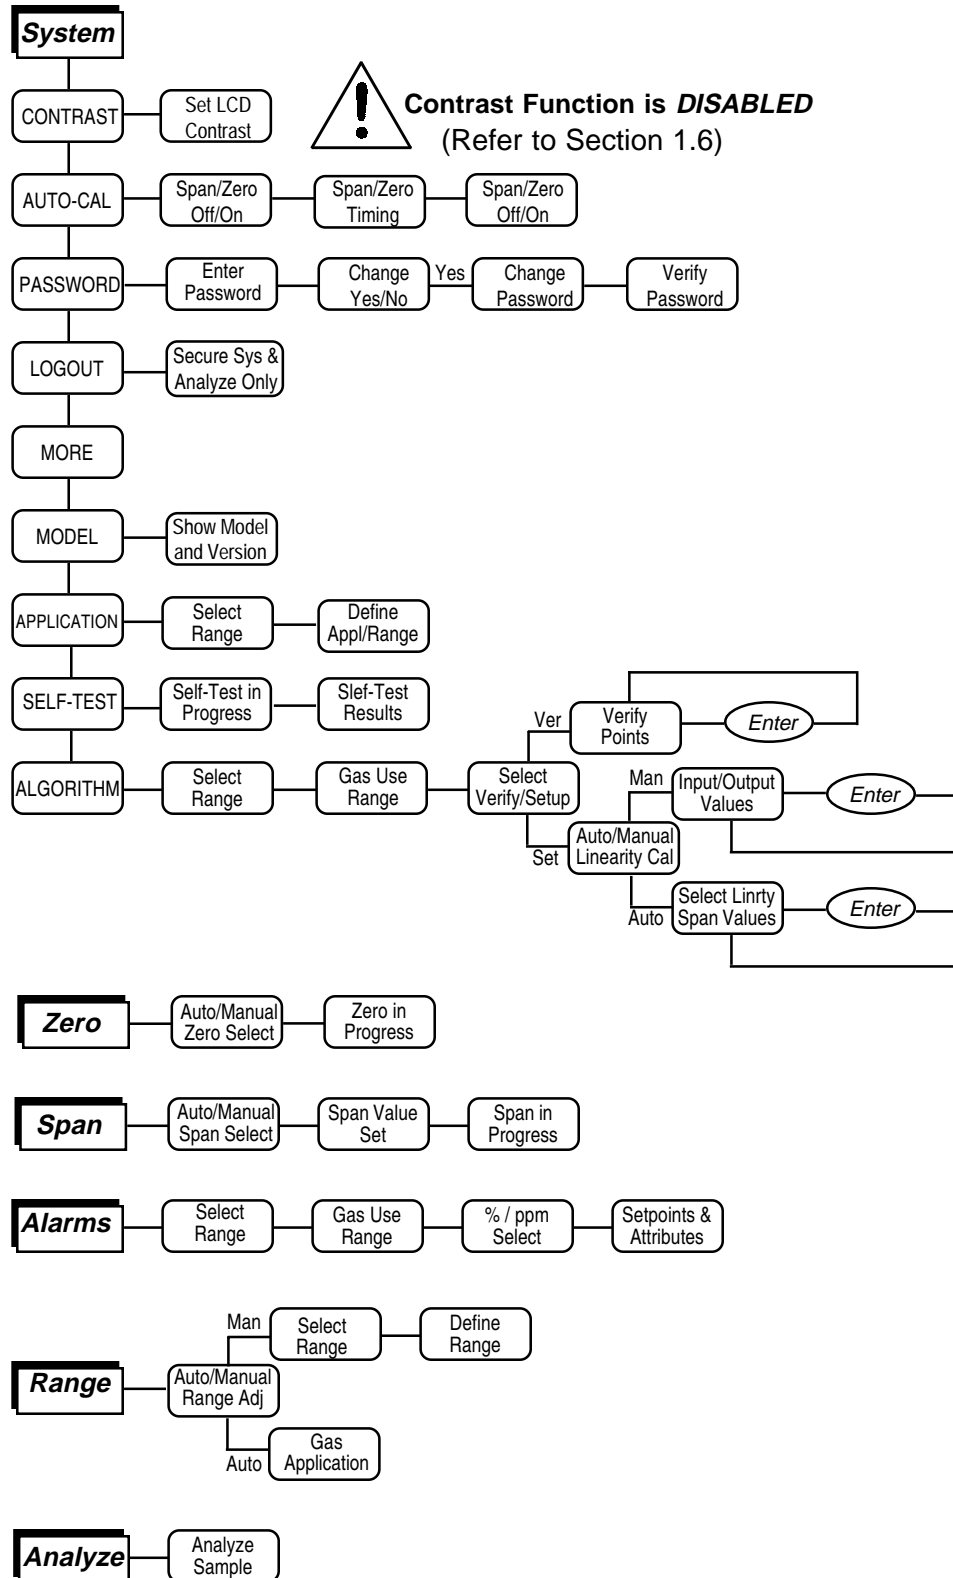 System
CONTRAST
Set LCD
Contrast
Contrast Function is DISABLED
(Refer to Section 1.6)
AUTO-CAL
Span/Zero
Off/On
Span/Zero
Timing
Span/Zero
Off/On
PASSWORD
Enter
Password
Change
Yes/No
Yes
Change
Password
Verify
Password
LOGOUT
Secure Sys &
Analyze Only
MORE
MODEL
Show Model
and Version
APPLICATION
Select
Range
Define
Appl/Range
SELF-TEST
Self-Test in
Progress
Slef-Test
Results
Ver
Verify
Points
Enter
ALGORITHM
Select
Range
Gas Use
Range
Select
Verify/Setup
Man
Input/Output
Values
Enter
Set
Auto/Manual
Linearity Cal
Auto
Select Linrty
Span Values
Enter
Zero
Auto/Manual
Zero Select
Zero in
Progress
Span
Auto/Manual
Span Select
Span Value
Set
Span in
Progress
Alarms
Select
Range
Gas Use
Range
% / ppm
Select
Setpoints &
Attributes
Range
Auto/Manual
Range Adj
Man
Select
Range
Define
Range
Auto
Gas
Application
Analyze
Analyze
Sample